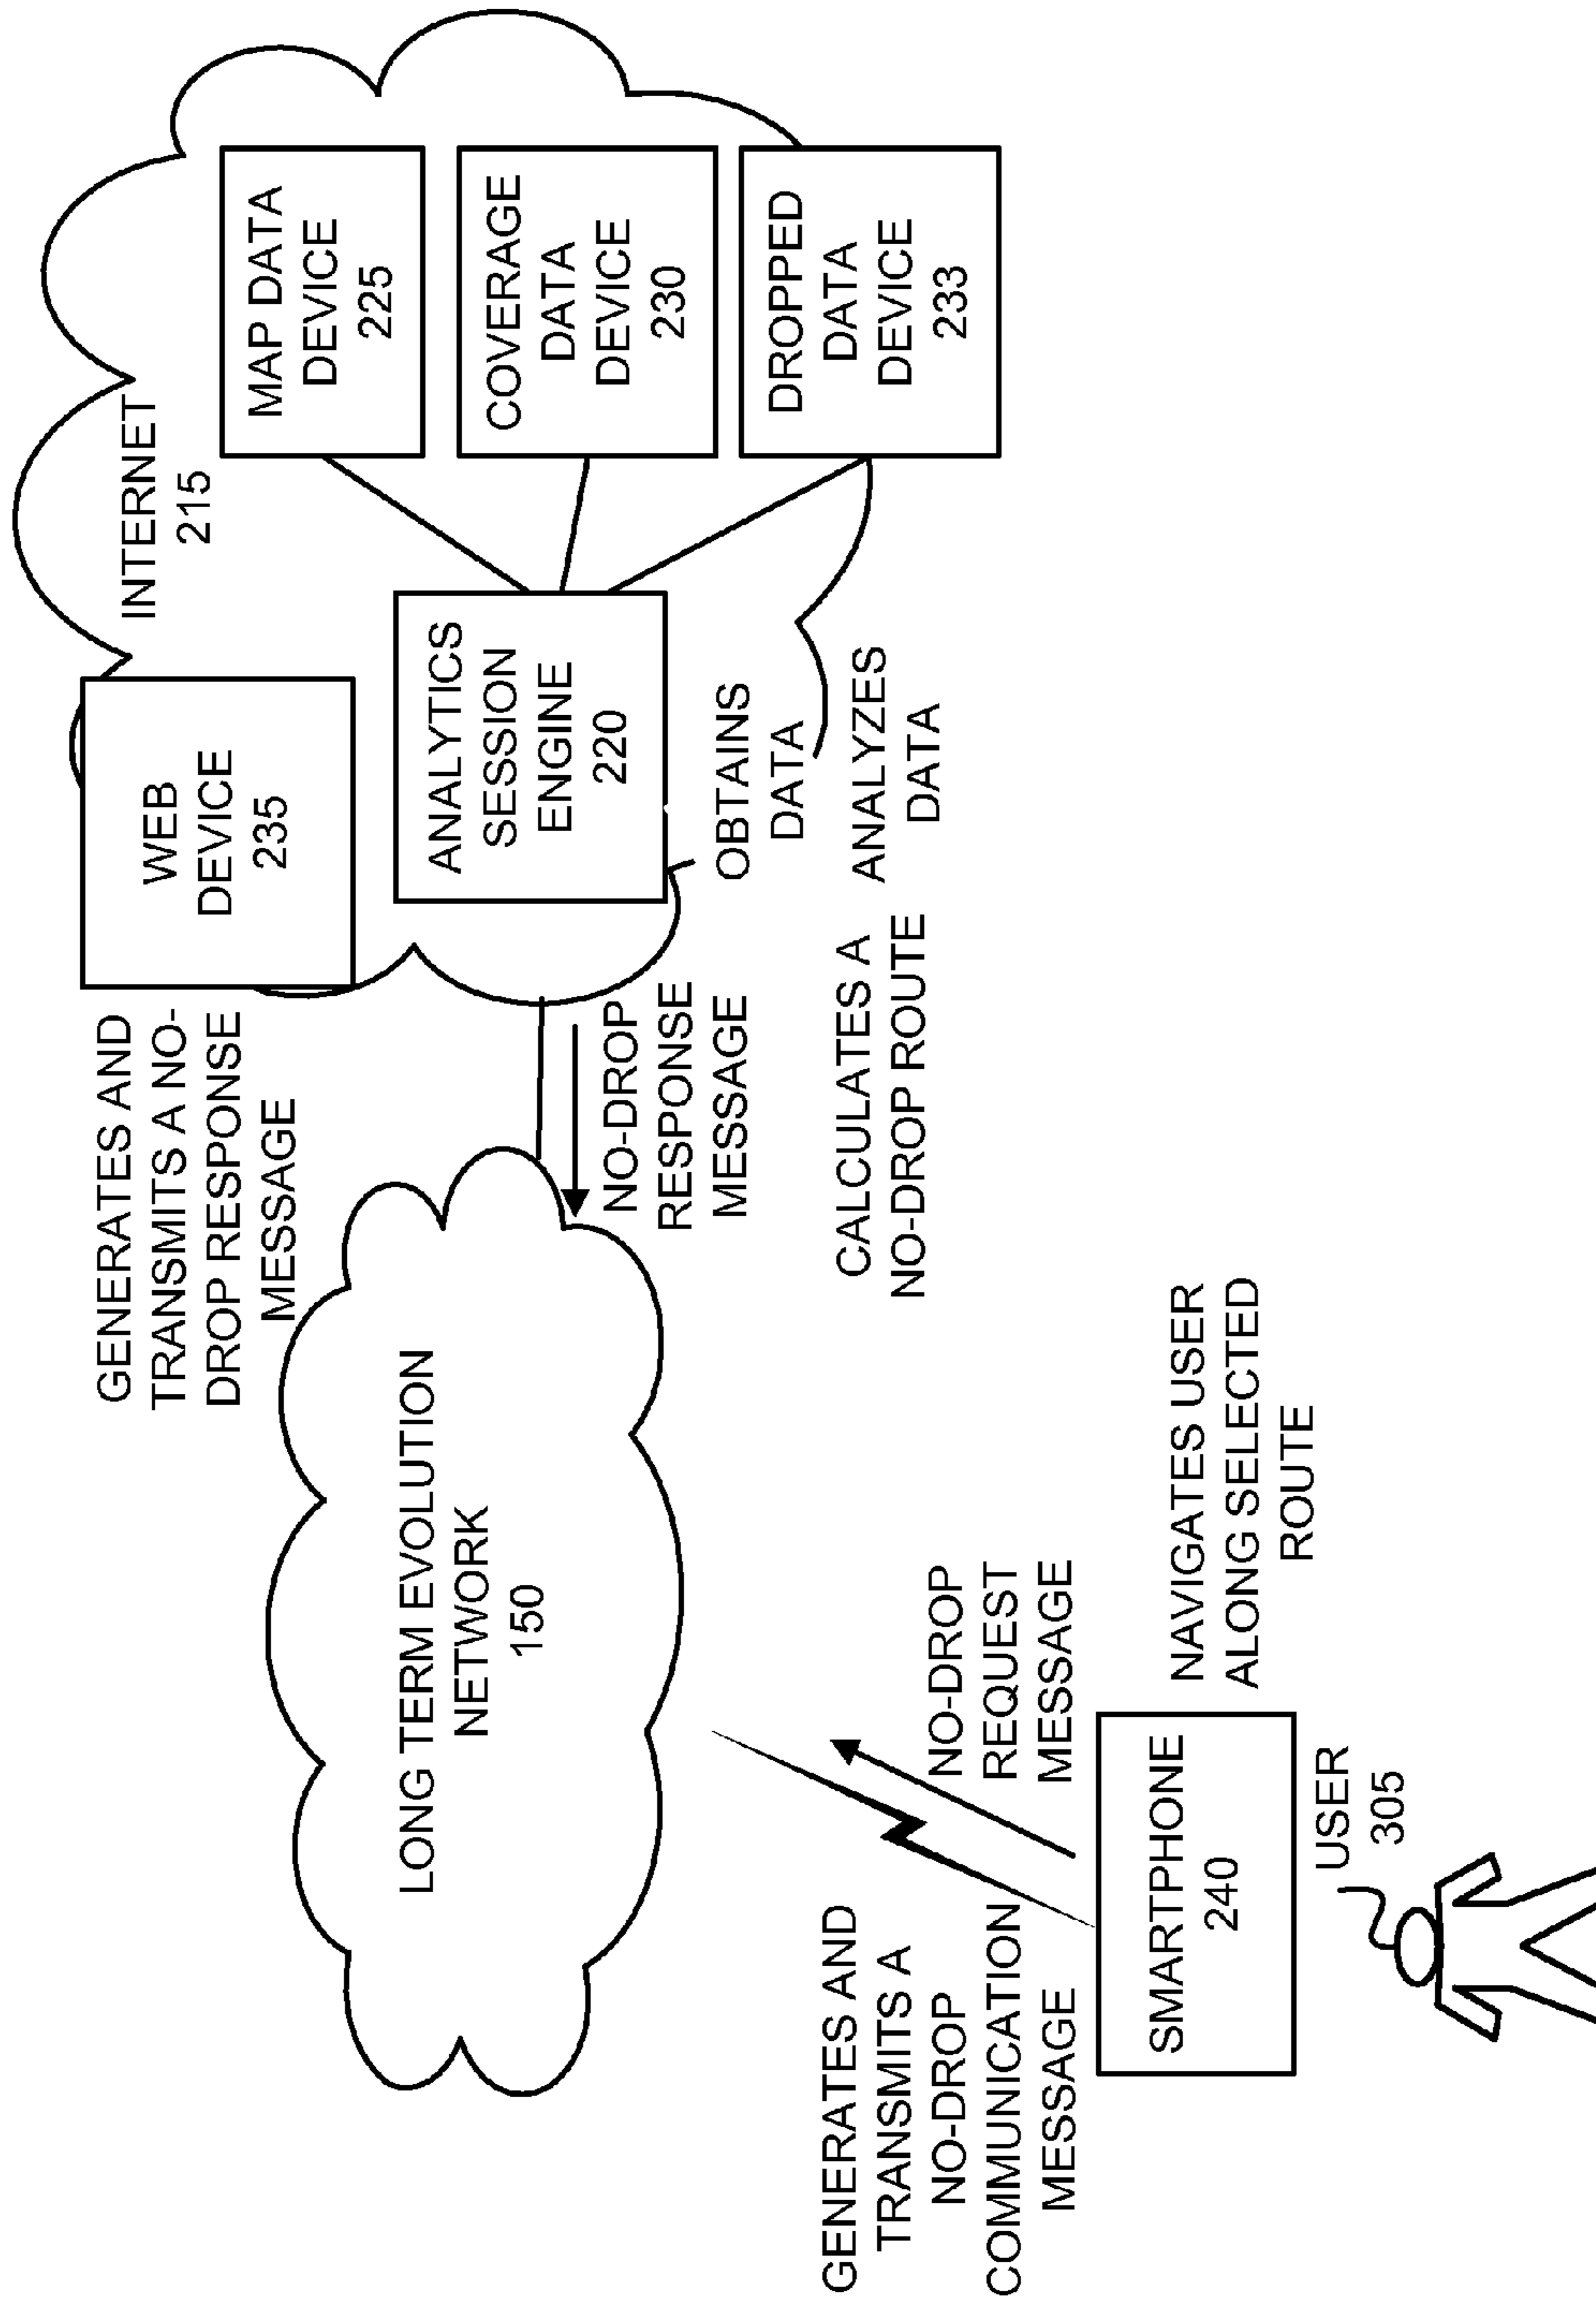 GENERATES AND
TRANSMITS A
NO-DROP
COMMUNICATION
MESSAGE
SMARTPHONE
240
USER
305
NO-DROP
REQUEST
MESSAGE
NAVIGATES USER
ALONG SELECTED
ROUTE
LONG TERM EVOLUTION
NETWORK
150
GENERATES AND
TRANSMITS A NO-
DROP RESPONSE
MESSAGE
NO-DROP
RESPONSE
MESSAGE
CALCULATES A
NO-DROP ROUTE
WEB
DEVICE
235
ANALYTICS
SESSION
ENGINE
220
OBTAINS
DATA
ANALYZES
DATA
INTERNET
215
MAP DATA
DEVICE
225
COVERAGE
DATA
DEVICE
230
DROPPED
DATA
DEVICE
233